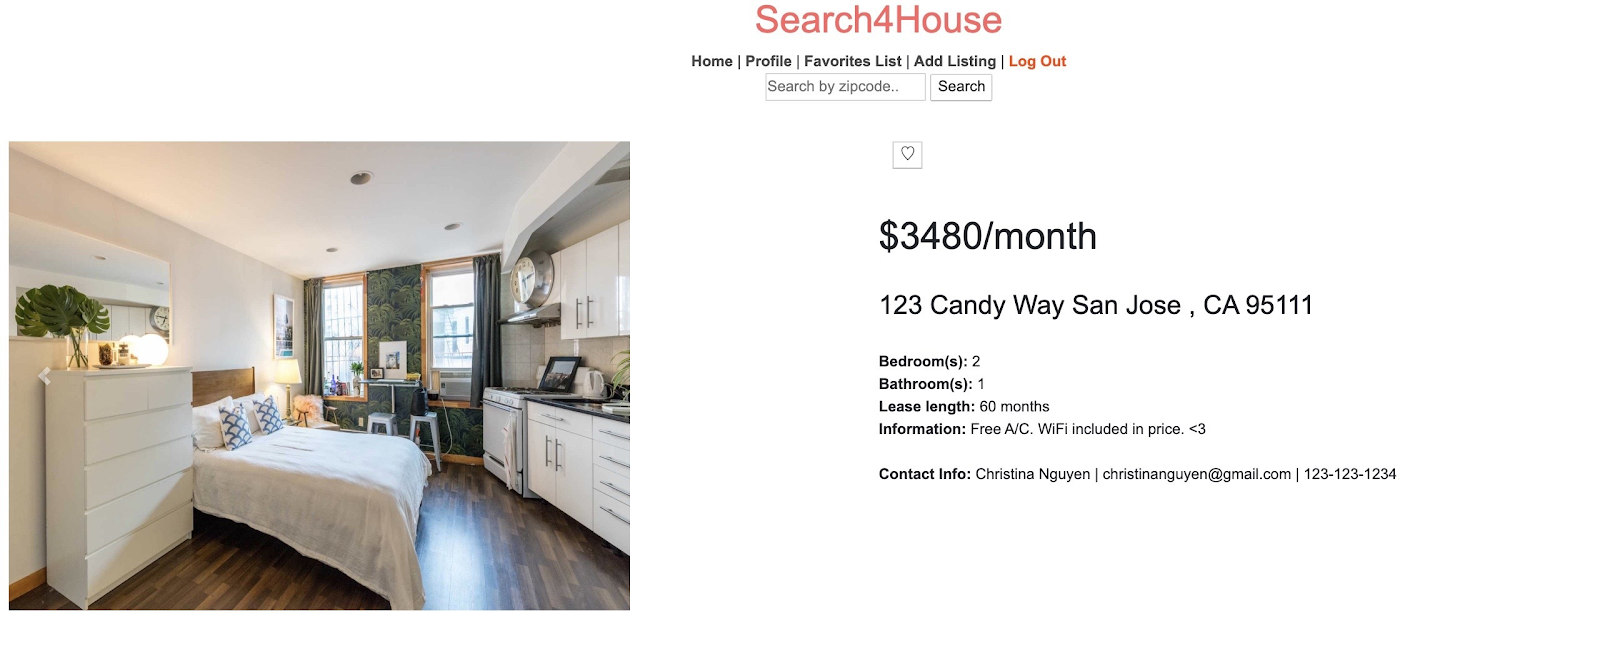 Search4House
Home | Profile | Favorites List | Add Listing | Log Out
Search by zipcode.. Search
$3480/month
123 Candy Way San Jose , CA 95111
Bedroom(s): 2
Bathroom(s): 1
Lease length: 60 months
Information: Free A/C. WiFi included in price. <3
Contact Info: Christina Nguyen | christinanguyen@gmail.com | 123-123-1234